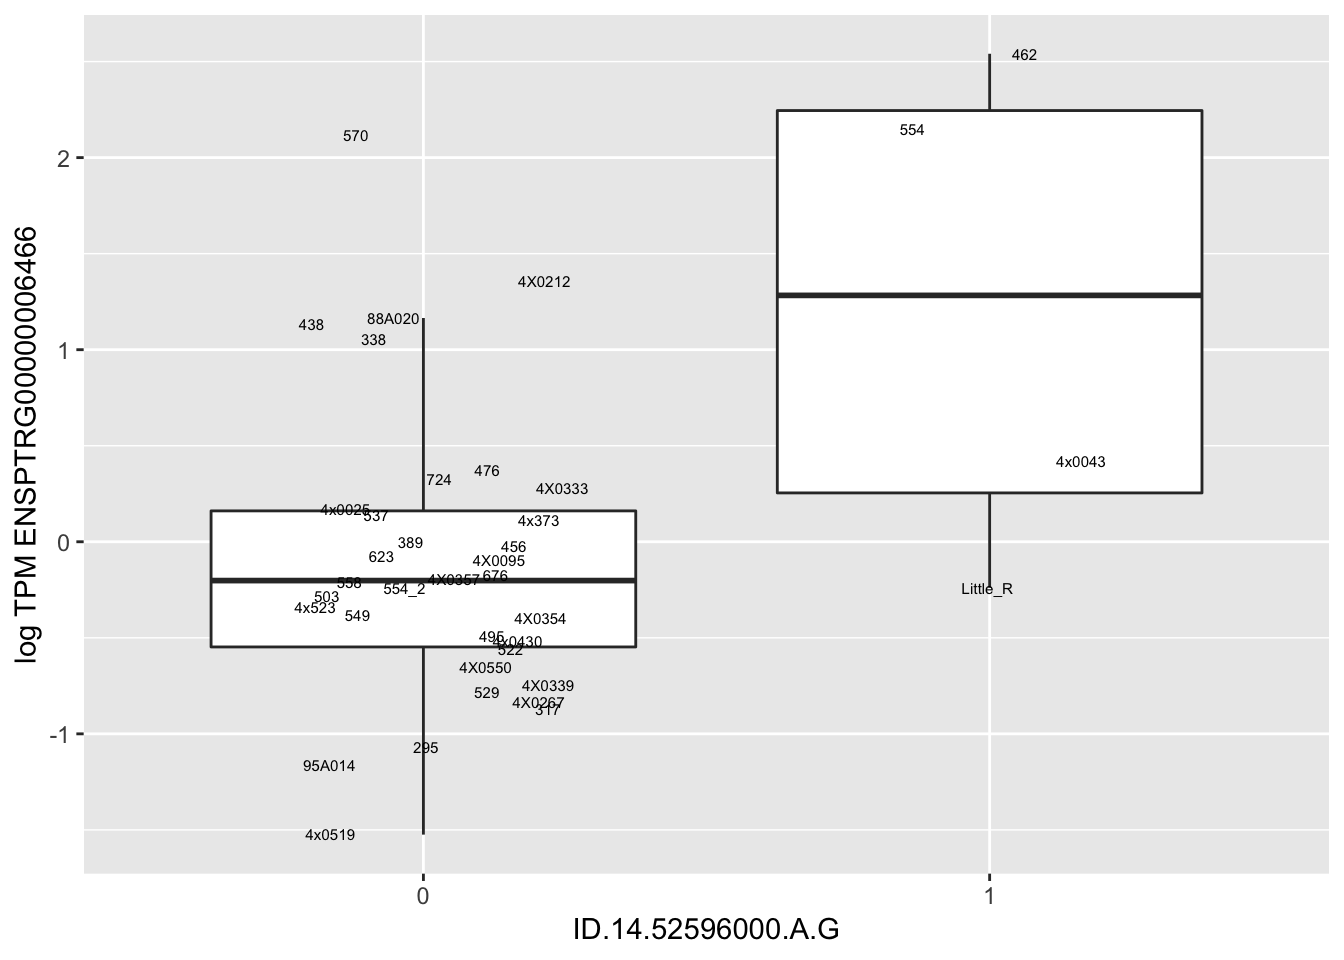 462
554
570
2
4X0212
88A020
438
338
1
4x0043
476
724
4X0333
4x0025
537
4x373
389
456
0
623
4X0095
676
4X0357
558
554_2
Little_R
503
4x523
549
4X0354
495
4x0430
522
4X0550
4X0339
529
4X0267
317
-1
295
95A014
4x0519
0
1
ID.14.52596000.A.G
log TPM ENSPTRG00000006466